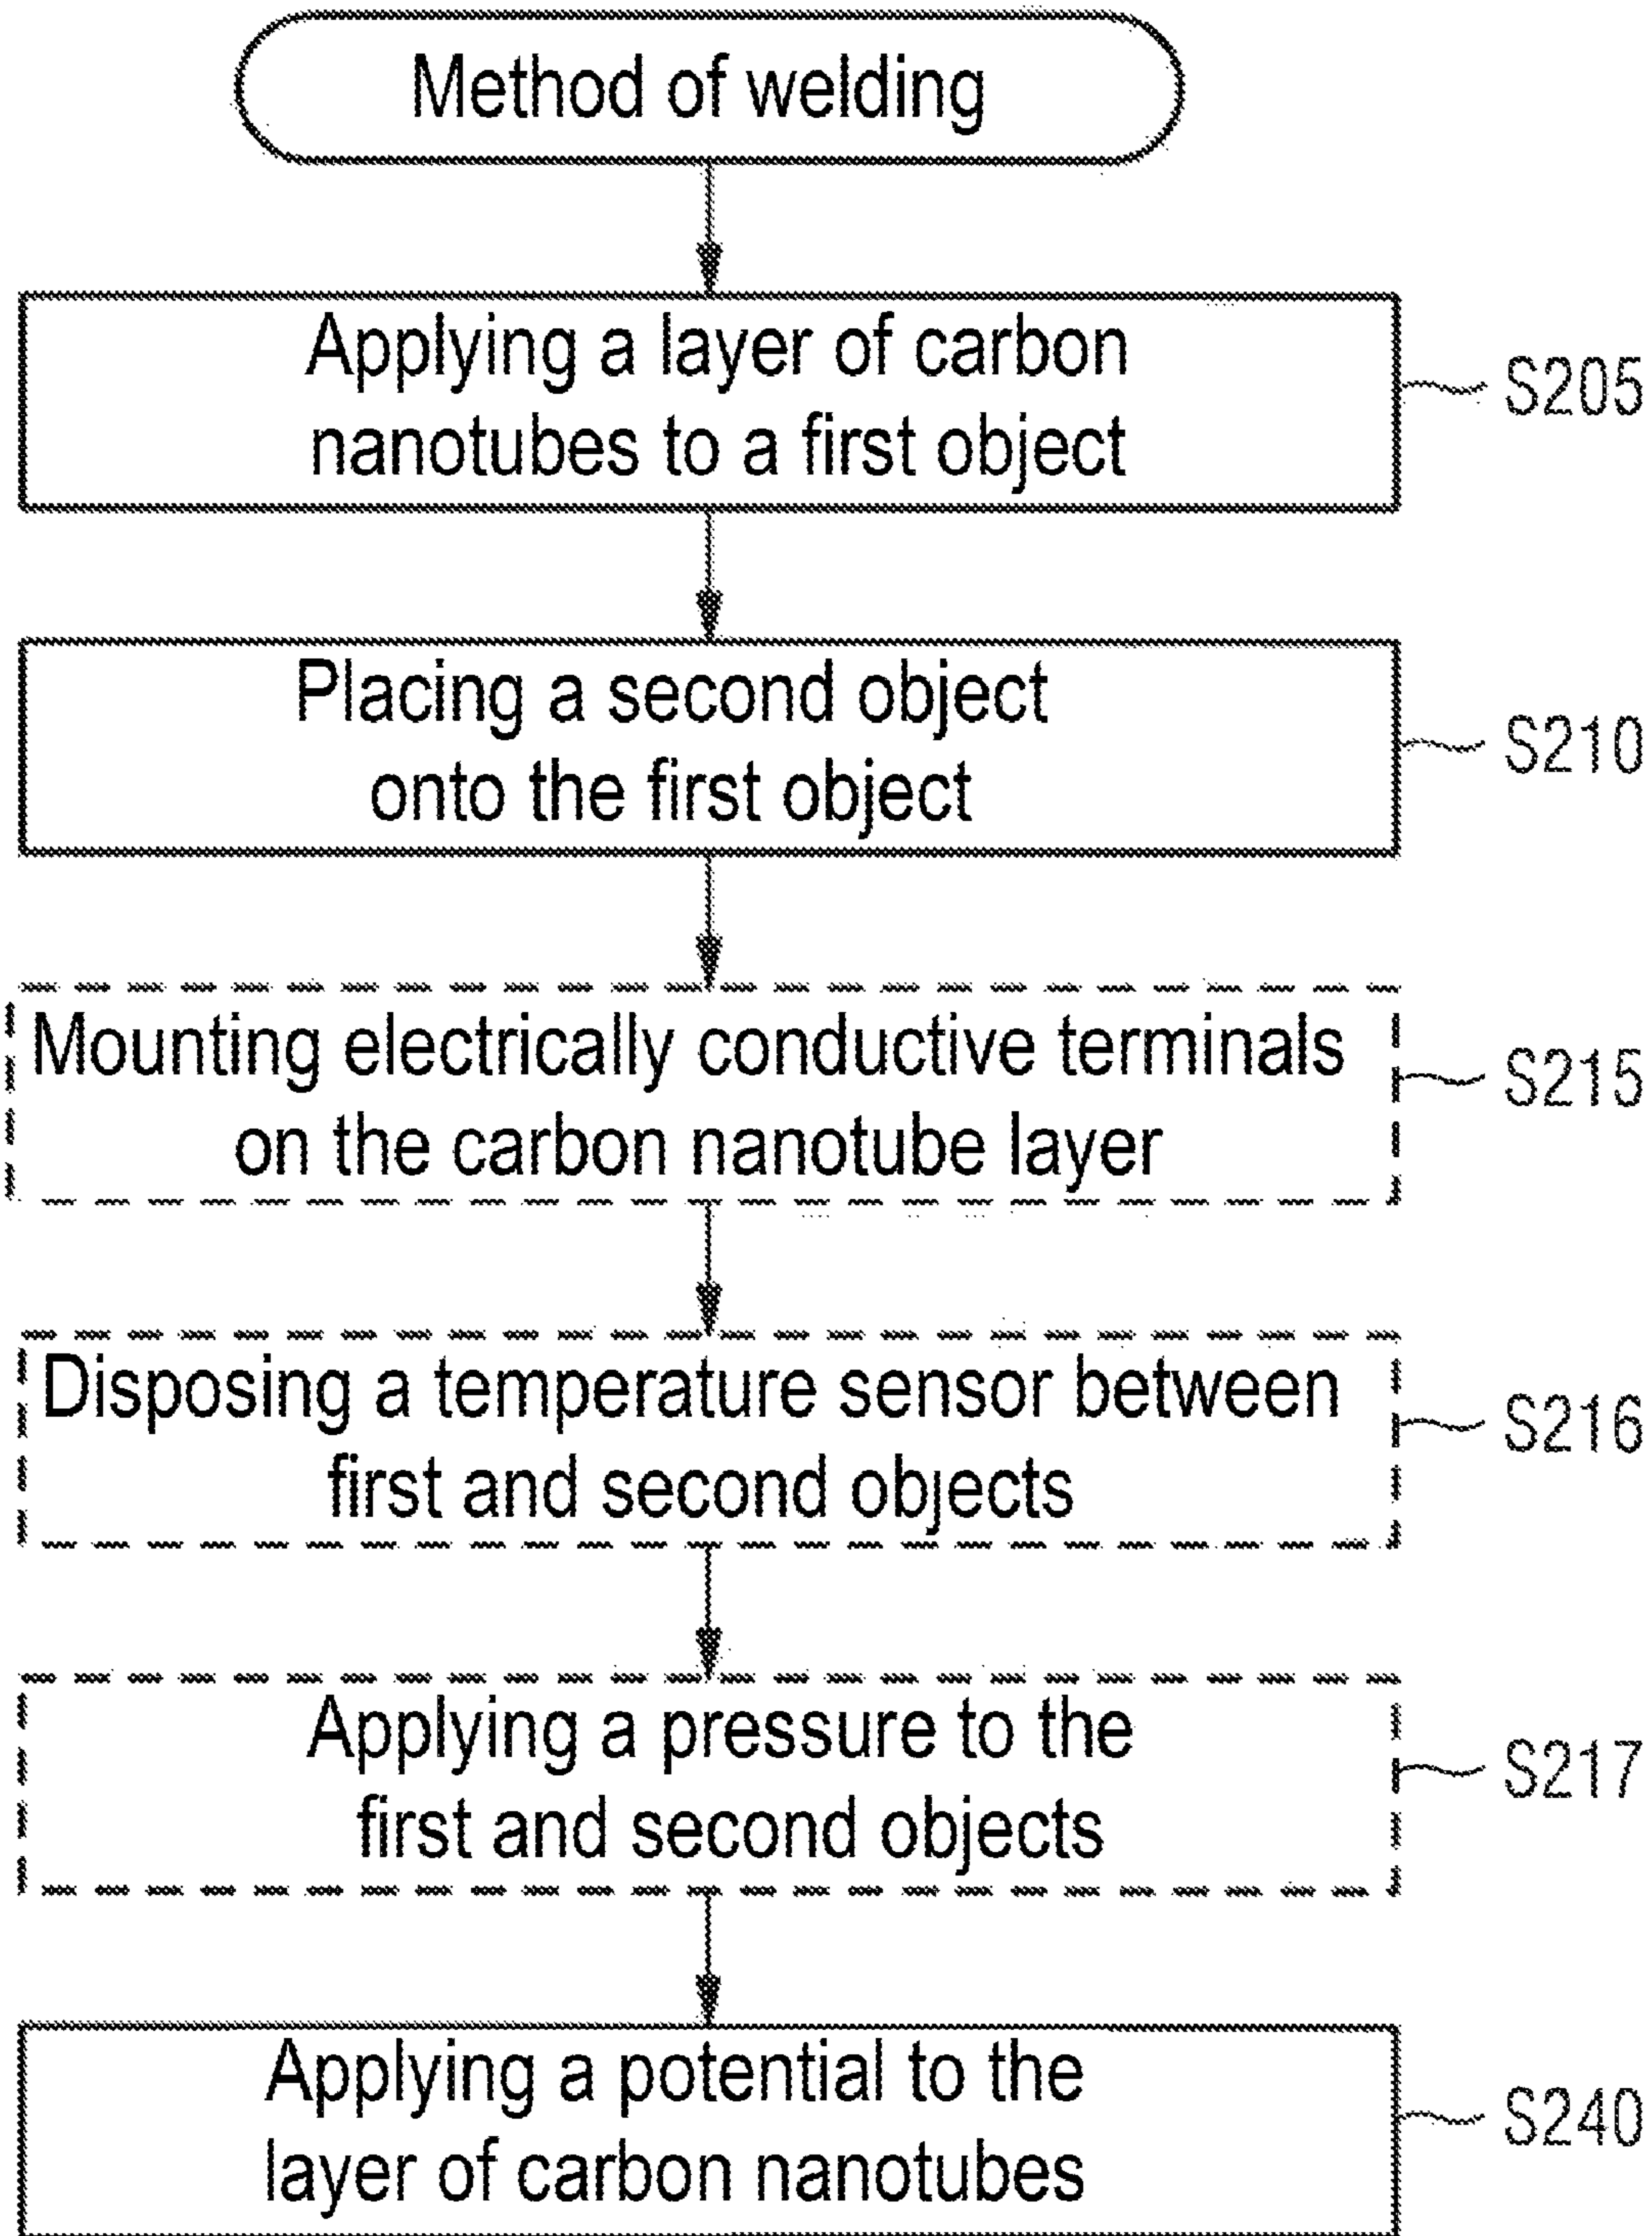 Method of welding
Applying a layer of carbon
nanotubes to a first object
S205
Placing a second object
onto the first object
S210
Mounting electrically conductive terminals
on the carbon nanotube layer
S215
Disposing a temperature sensor between
first and second objects
S216
Applying a pressure to the
first and second objects
S217
Applying a potential to the
layer of carbon nanotubes
S240